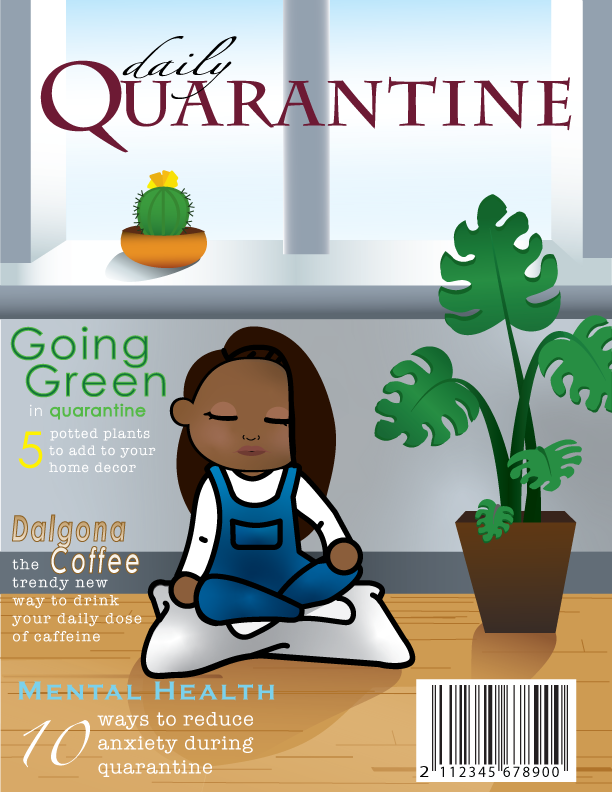 daily
QUARANTINE
Going
Green
in quarantine
5 potted plants
to add to your
home decor
Dalgona
the Coffee
trendy new
way to drink
your daily dose
of caffeine
MENTAL HEALTH
10 ways to reduce
anxiety during
quarantine
2 112345 678900